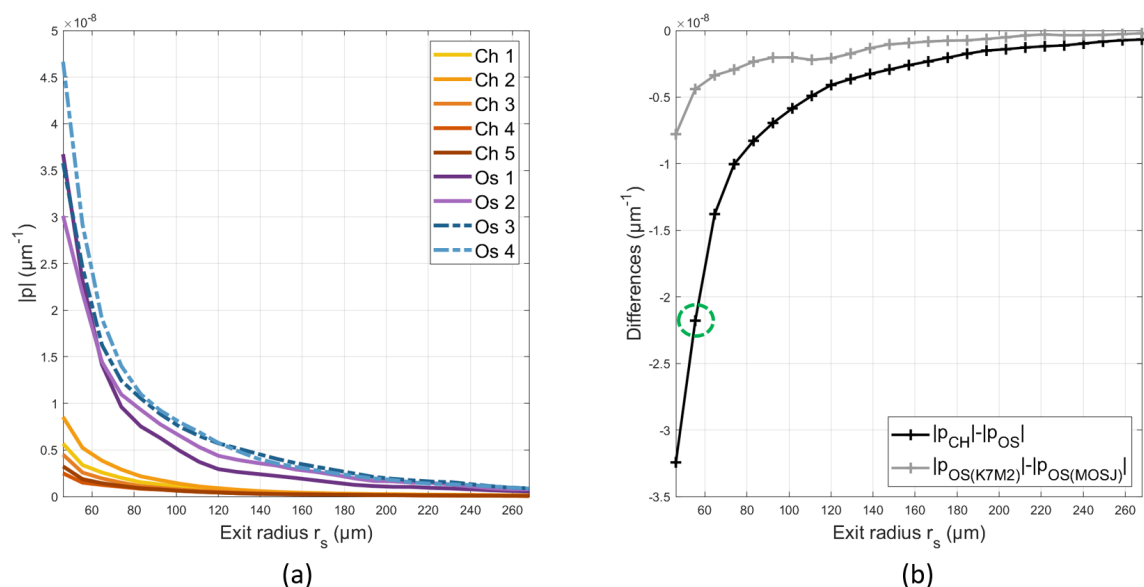 ×10⁻⁸
5
4.5
4
3.5
3
2.5
2
1.5
1
0.5
0
|p| (μm⁻¹)
60 80 100 120 140 160 180 200 220 240 260
Exit radius rₛ (μm)
Ch 1
Ch 2
Ch 3
Ch 4
Ch 5
Os 1
Os 2
Os 3
Os 4
(a)
×10⁻⁸
0
-0.5
-1
-1.5
-2
-2.5
-3
-3.5
Differences (μm⁻¹)
60 80 100 120 140 160 180 200 220 240 260
Exit radius rₛ (μm)
|p_CH|-|p_OS|
|p_OS(K7M2)|-|p_OS(MOSJ)|
(b)